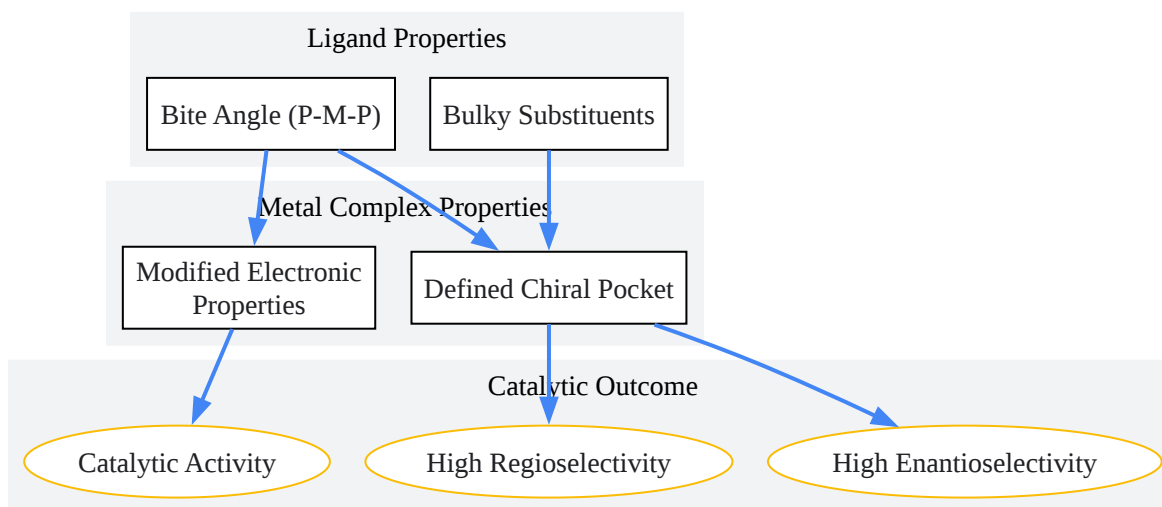 Ligand Properties
Bite Angle (P-M-P)
Bulky Substituents
Metal Complex Properties
Modified Electronic
Properties
Defined Chiral Pocket
Catalytic Outcome
Catalytic Activity
High Regioselectivity
High Enantioselectivity